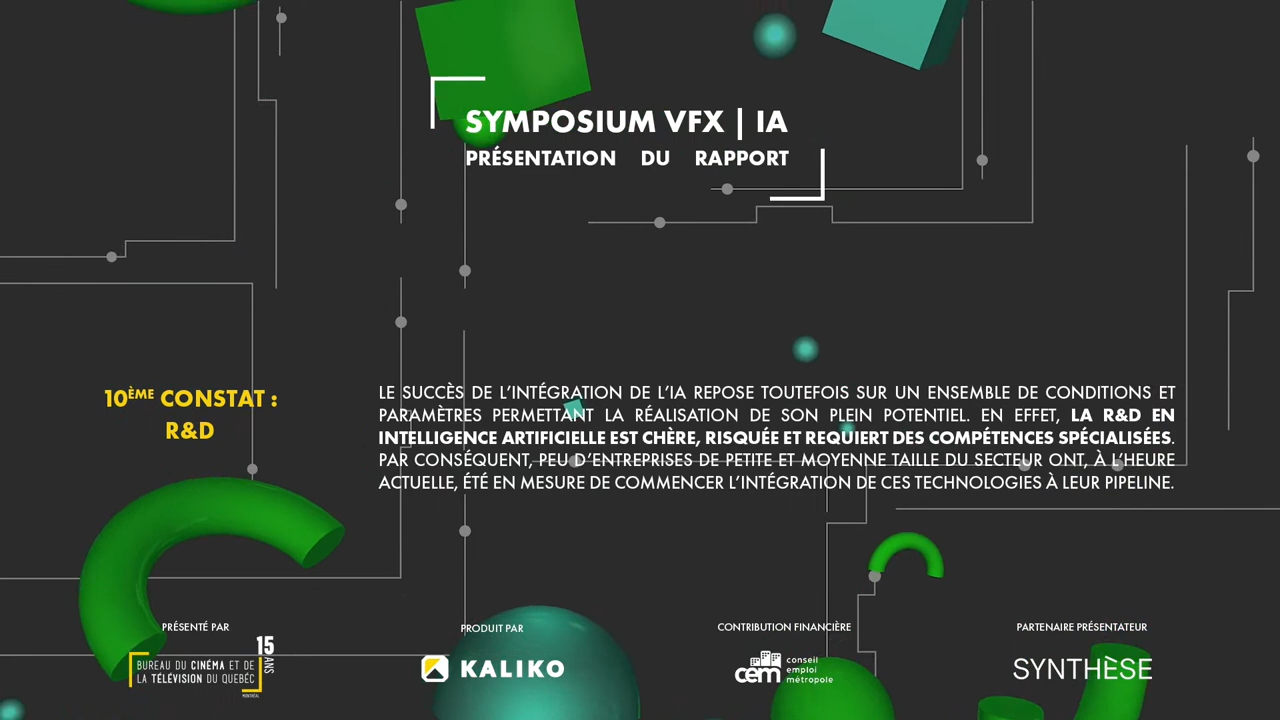 SYMPOSIUM VFX | IA
PRÉSENTATION DU RAPPORT
10ÈME CONSTAT :
R&D
LE SUCCÈS DE L'INTÉGRATION DE L'IA REPOSE TOUTEFOIS SUR UN ENSEMBLE DE CONDITIONS ET
PARAMÈTRES PERMETTANT LA RÉALISATION DE SON PLEIN POTENTIEL. EN EFFET, LA R&D EN
INTELLIGENCE ARTIFICIELLE EST CHÈRE, RISQUÉE ET REQUIERT DES COMPÉTENCES SPÉCIALISÉES.
PAR CONSÉQUENT, PEU D'ENTREPRISES DE PETITE ET MOYENNE TAILLE DU SECTEUR ONT, À L'HEURE
ACTUELLE, ÉTÉ EN MESURE DE COMMENCER L'INTÉGRATION DE CES TECHNOLOGIES À LEUR PIPELINE.
PRÉSENTÉ PAR
BUREAU DU CINÉMA ET DE
LA TÉLÉVISION DU QUÉBEC
15 ANS
MONTRÉAL
PRODUIT PAR
KALIKO
CONTRIBUTION FINANCIÈRE
cem conseil
emploi
métropole
PARTENAIRE PRÉSENTATEUR
SYNTHÈSE